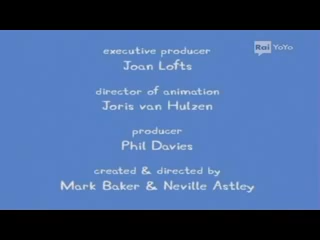 Rai YoYo
executive producer
Joan Lofts
director of animation
Joris van Hulzen
producer
Phil Davies
created & directed by
Mark Baker & Neville Astley